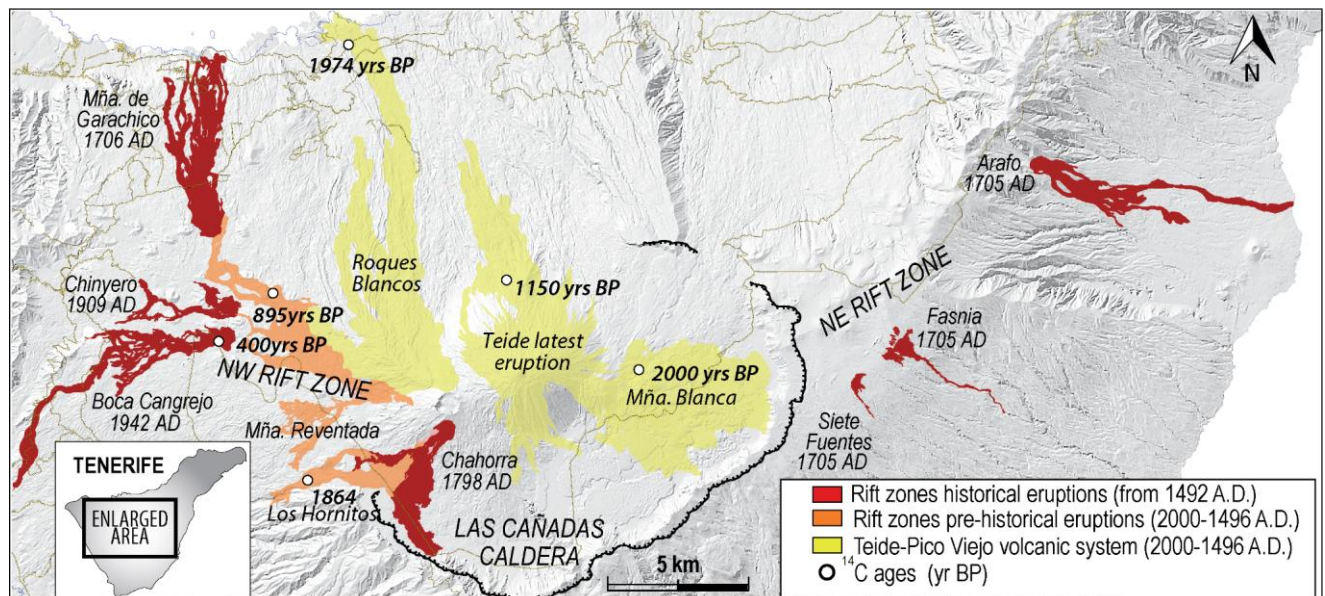 1974 yrs BP
N
Mña. de
Garachico
1706 AD
Arafo
1705 AD
Roques
Blancos
Chinyero
1909 AD
1150 yrs BP
895yrs BP
NE RIFT ZONE
Teide latest
eruption
Fasnia
1705 AD
400yrs BP
NW RIFT ZONE
2000 yrs BP
Mña. Blanca
Boca Cangrejo
1942 AD
Mña. Reventada
Siete
Fuentes
1705 AD
Chahorra
1798 AD
TENERIFE
ENLARGED
AREA
1864
Los Hornitos
LAS CAÑADAS
CALDERA
5 km
Rift zones historical eruptions (from 1492 A.D.)
Rift zones pre-historical eruptions (2000-1496 A.D.)
Teide-Pico Viejo volcanic system (2000-1496 A.D.)
¹⁴C ages (yr BP)